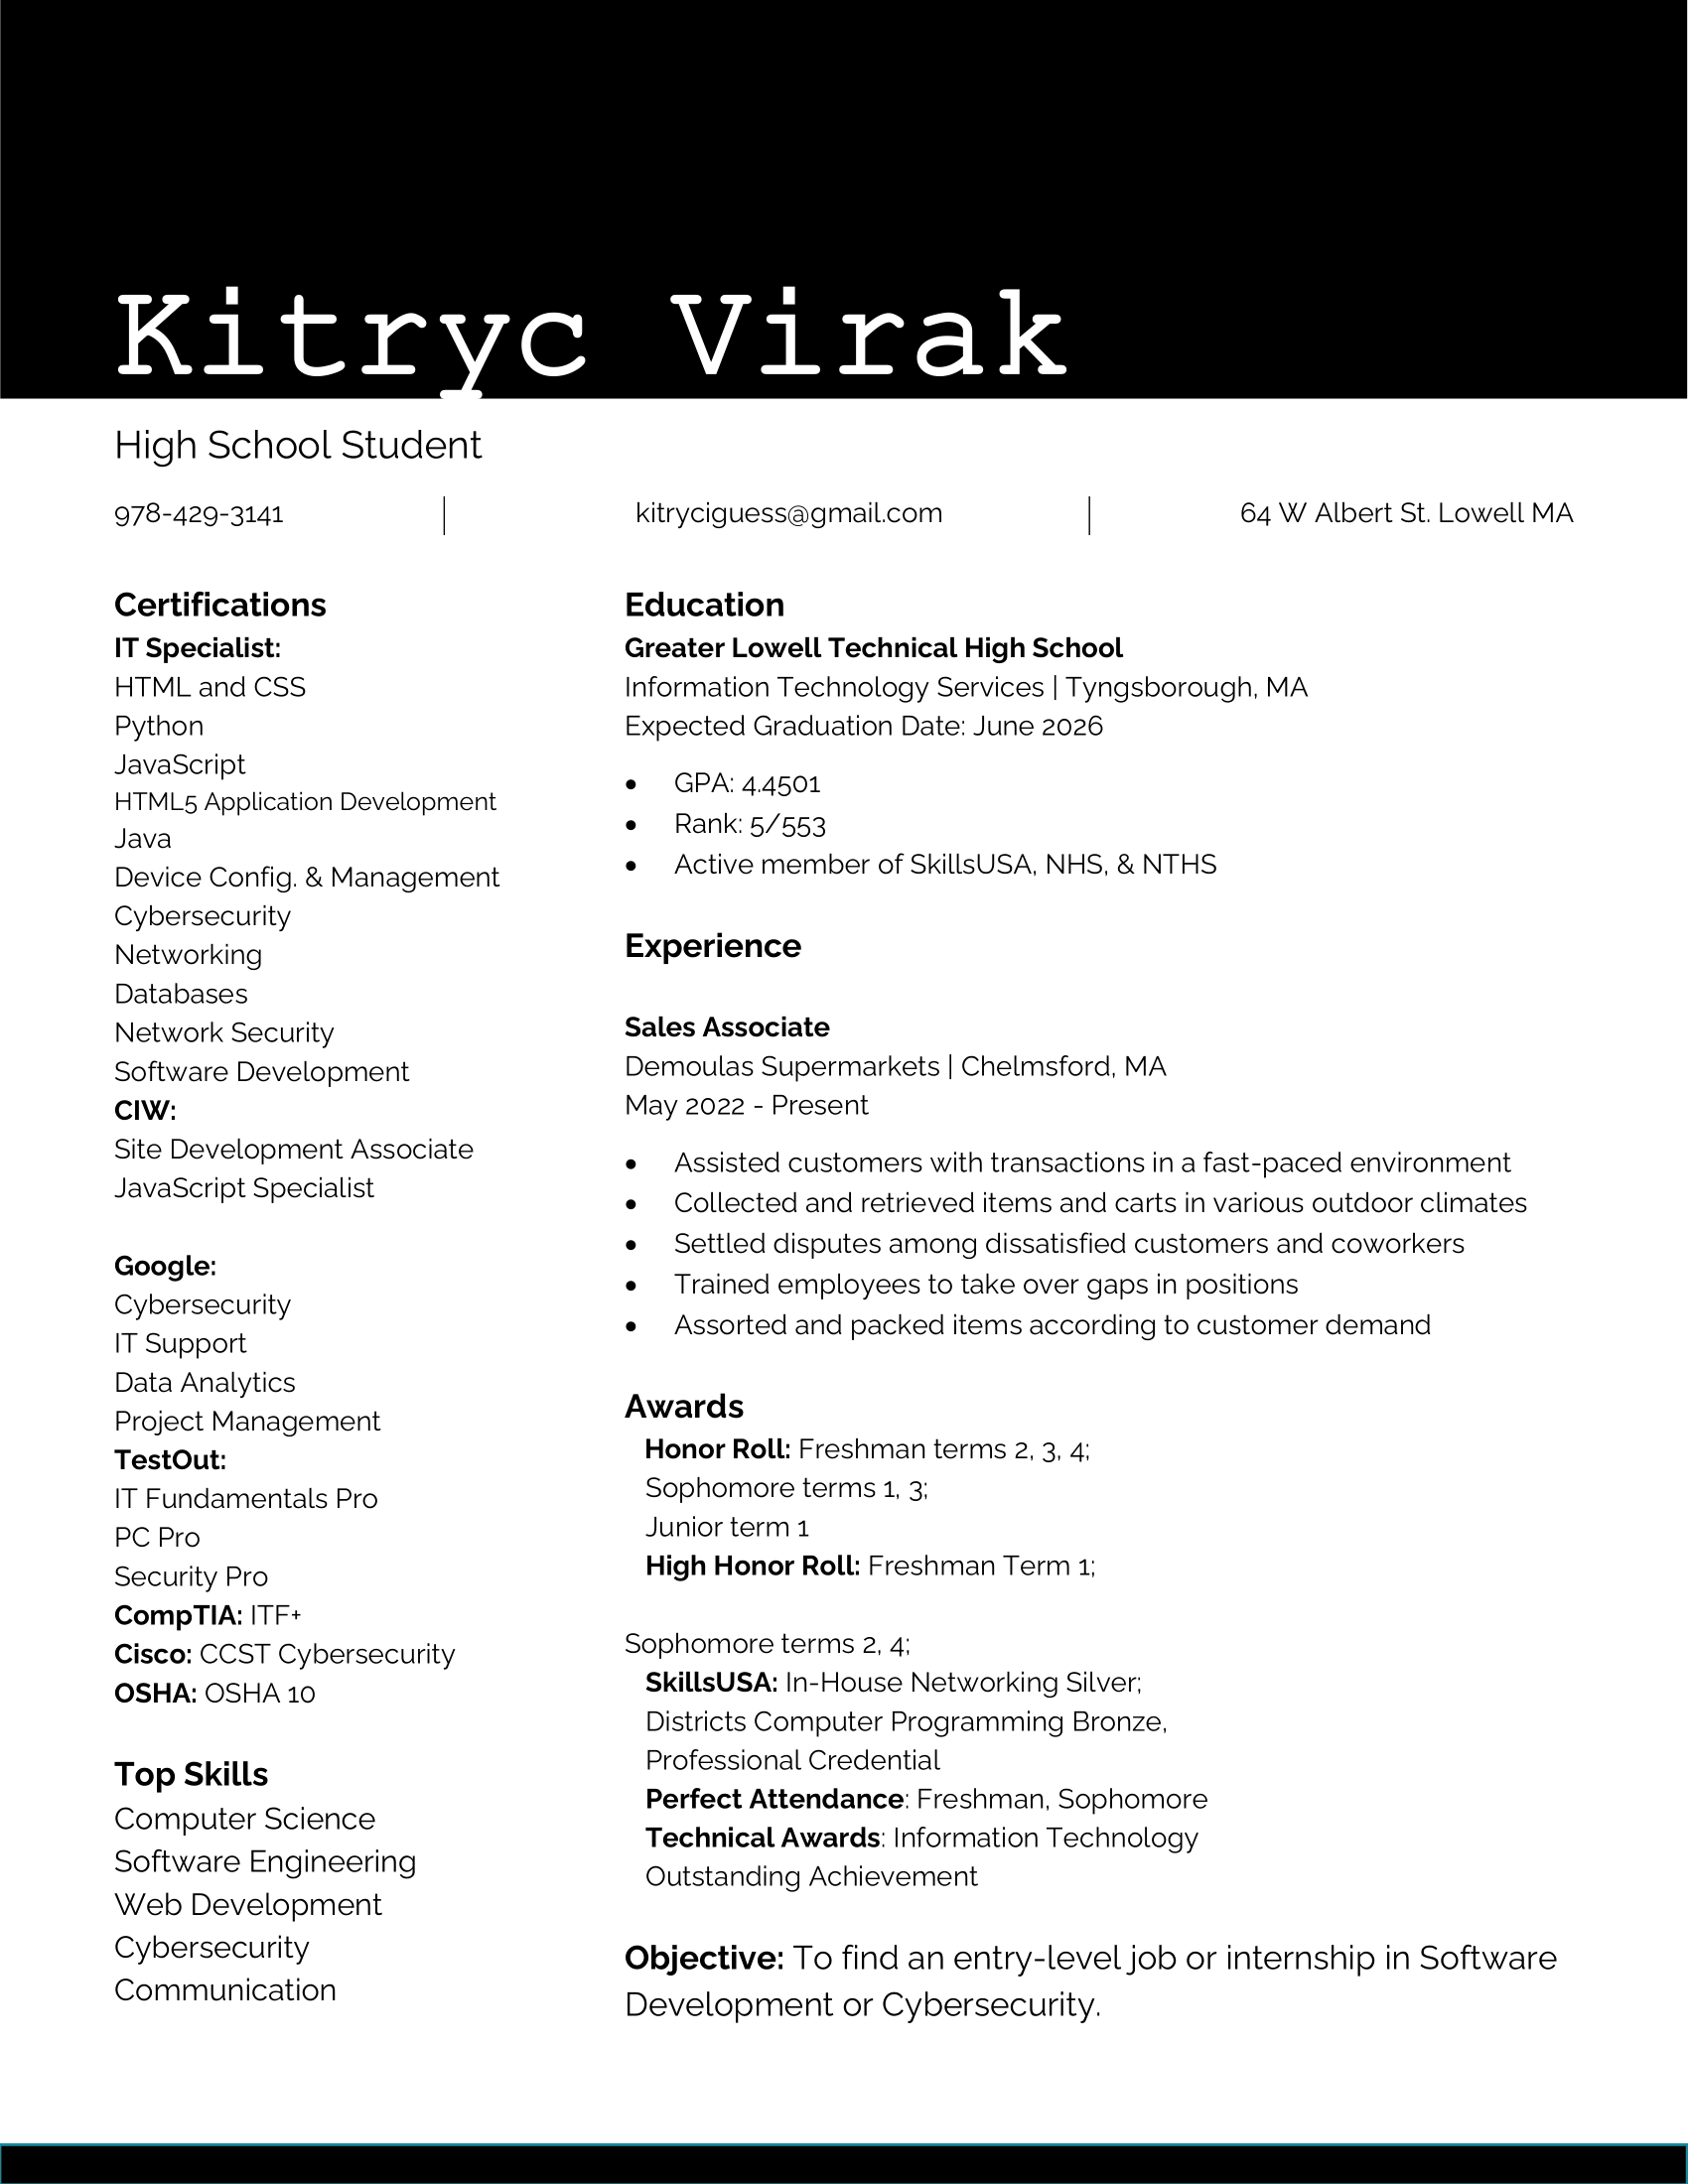 Kitryc Virak
High School Student
978-429-3141 | kitryciguess@gmail.com | 64 W Albert St. Lowell MA
Certifications
IT Specialist:
HTML and CSS
Python
JavaScript
HTML5 Application Development
Java
Device Config. & Management
Cybersecurity
Networking
Databases
Network Security
Software Development
CIW:
Site Development Associate
JavaScript Specialist
Google:
Cybersecurity
IT Support
Data Analytics
Project Management
TestOut:
IT Fundamentals Pro
PC Pro
Security Pro
CompTIA: ITF+
Cisco: CCST Cybersecurity
OSHA: OSHA 10
Top Skills
Computer Science
Software Engineering
Web Development
Cybersecurity
Communication
Education
Greater Lowell Technical High School
Information Technology Services | Tyngsborough, MA
Expected Graduation Date: June 2026
• GPA: 4.4501
• Rank: 5/553
• Active member of SkillsUSA, NHS, & NTHS
Experience
Sales Associate
Demoulas Supermarkets | Chelmsford, MA
May 2022 - Present
• Assisted customers with transactions in a fast-paced environment
• Collected and retrieved items and carts in various outdoor climates
• Settled disputes among dissatisfied customers and coworkers
• Trained employees to take over gaps in positions
• Assorted and packed items according to customer demand
Awards
Honor Roll: Freshman terms 2, 3, 4;
Sophomore terms 1, 3;
Junior term 1
High Honor Roll: Freshman Term 1;
Sophomore terms 2, 4;
SkillsUSA: In-House Networking Silver;
Districts Computer Programming Bronze,
Professional Credential
Perfect Attendance: Freshman, Sophomore
Technical Awards: Information Technology
Outstanding Achievement
Objective: To find an entry-level job or internship in Software
Development or Cybersecurity.